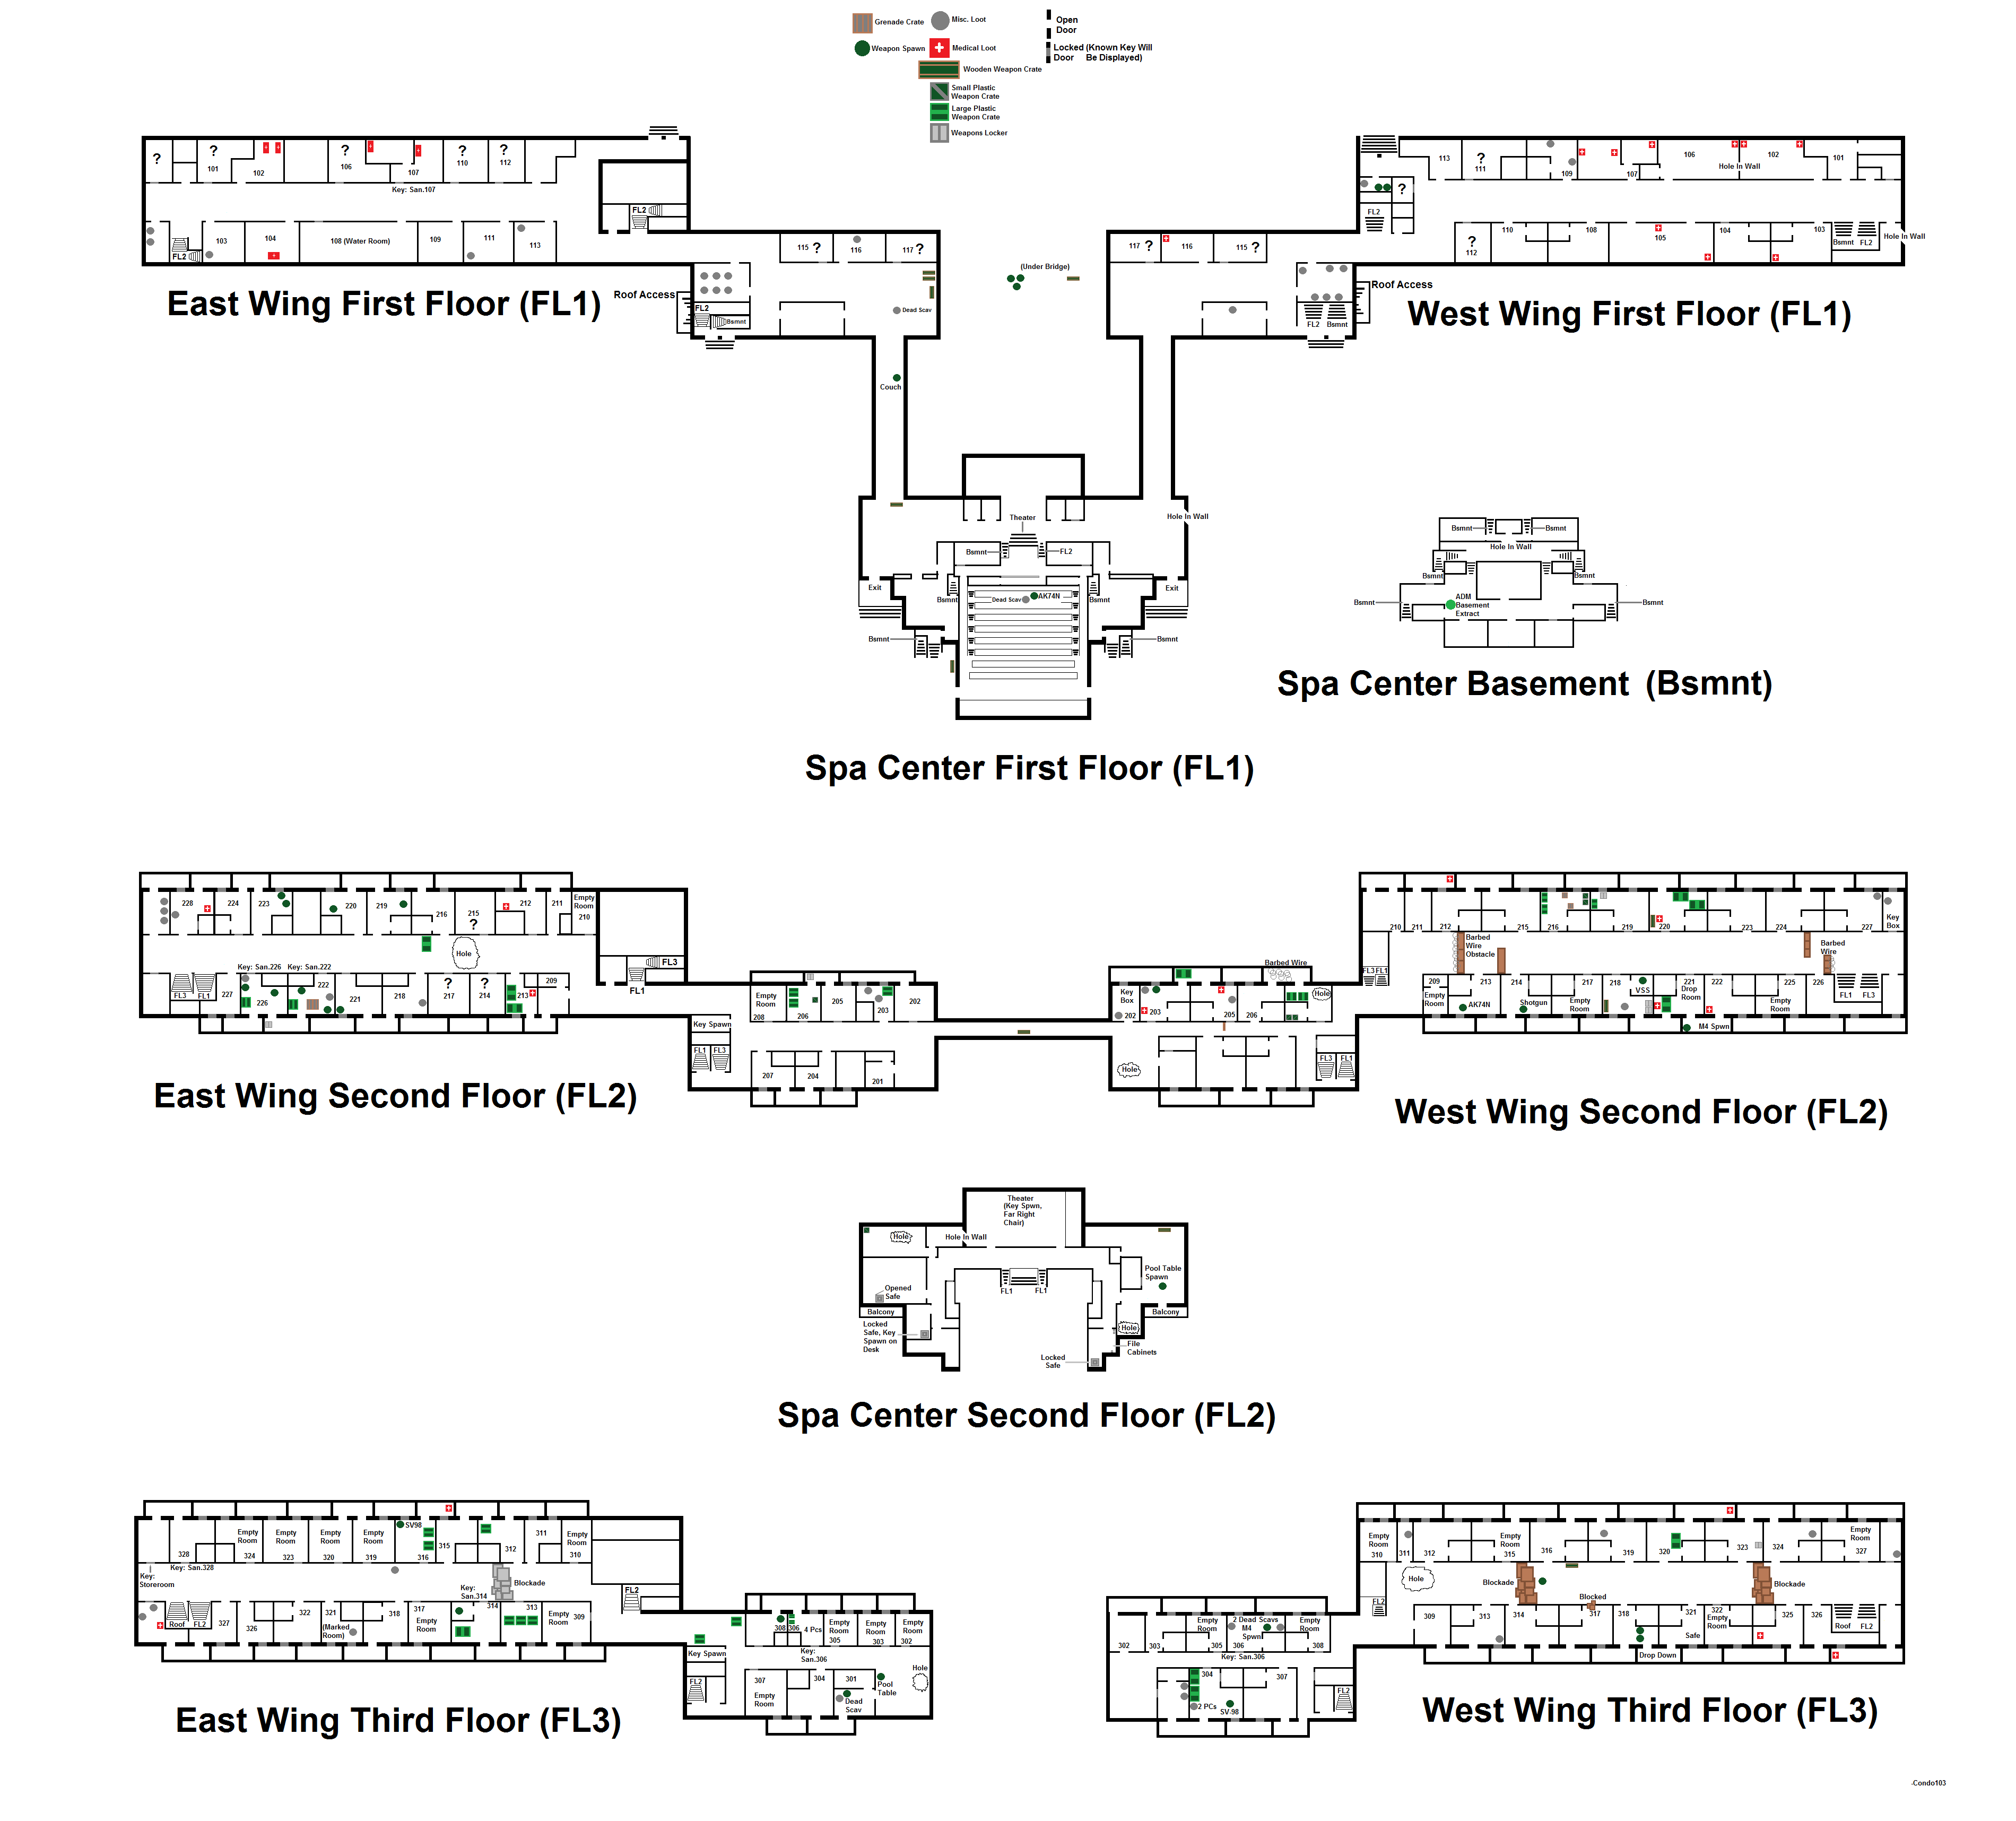 Grenade Crate
Misc. Loot
Open
Door
Weapon Spawn
Medical Loot
Locked (Known Key Will
Door Be Displayed)
Wooden Weapon Crate
Small Plastic
Weapon Crate
Large Plastic
Weapon Crate
Weapons Locker
? ? ? ? ?
101 102 106 107 110 112
Key: San.107
FL2
103 104 108 (Water Room) 109 111 113
FL2
115 ? 116 117 ?
East Wing First Floor (FL1)
Roof Access
FL2
Bsmnt
Dead Scav
(Under Bridge)
Couch
113 ? 111 109 107 106 102 101
Hole In Wall
?
FL2
110 108 105 104 103
? 112
Bsmnt FL2
Hole In Wall
117 ? 116 115 ?
Roof Access
FL2 Bsmnt
West Wing First Floor (FL1)
Theater
Hole In Wall
Bsmnt
FL2
Exit
Exit
Bsmnt
Dead Scav
AK74N
Bsmnt
Bsmnt
Bsmnt
Spa Center First Floor (FL1)
Bsmnt
Bsmnt
Hole In Wall
Bsmnt
Bsmnt
Bsmnt
ADM
Basement
Extract
Bsmnt
Spa Center Basement (Bsmnt)
228 224 223 220 219 216 215 ? 212 211
Empty
Room
210
Hole
FL3
FL1
Key: San.226 Key: San.222
FL3 FL1
227 226 222 221 218 ? 217 ? 214 213 209
Empty
Room
208 206 205 203 202
Key Spawn
FL1 FL3
207 204 201
East Wing Second Floor (FL2)
210 211 212 215 216 219 220 223 224 227
Key
Box
Barbed
Wire
Obstacle
Barbed
Wire
FL3 FL1
209
Empty
Room
213
AK74N
214
Shotgun
217
Empty
Room
218
VSS
221
Drop
Room
222
225
Empty
Room
226
FL1 FL3
M4 Spwn
Barbed Wire
Key
Box
202 203 205 206
Hole
Hole
FL3 FL1
West Wing Second Floor (FL2)
Theater
(Key Spwn,
Far Right
Chair)
Hole
Hole In Wall
Pool Table
Spawn
Opened
Safe
FL1 FL1
Balcony
Balcony
Locked
Safe, Key
Spawn on
Desk
Hole
File
Cabinets
Locked
Safe
Spa Center Second Floor (FL2)
328
Empty
Room
324
Empty
Room
323
Empty
Room
320
Empty
Room
319
SV98
316 315 312 311
Empty
Room
310
Key: San.328
Key:
Storeroom
Key:
San.314
Blockade
FL2
Roof FL2
327 326 322 321
(Marked
Room)
318 317
Empty
Room
314 313
Empty
Room
309
308 306 4 Pcs
Empty
Room
305
Empty
Room
303
Empty
Room
302
Key Spawn
Key:
San.306
FL2
307
Empty
Room
304 301
Dead
Scav
Pool
Table
Hole
East Wing Third Floor (FL3)
Empty
Room
310 311 312
Empty
Room
315 316 319 320 323 324
Empty
Room
327
Hole
Blockade
Blocked
Blockade
FL2
309 313 314 317 318 321
Safe
322
Empty
Room
325 326
Roof FL2
Drop Down
302 303
Empty
Room
305
2 Dead Scavs
M4
Spwn
306
Empty
Room
308
Key: San.306
304
2 PCs
SV-98
307
FL2
West Wing Third Floor (FL3)
-Condo103